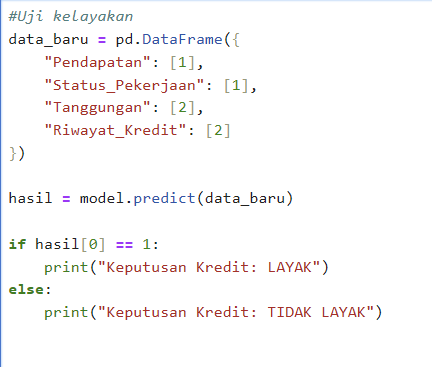 #Uji kelayakan
data_baru = pd.DataFrame({
    "Pendapatan": [1],
    "Status_Pekerjaan": [1],
    "Tanggungan": [2],
    "Riwayat_Kredit": [2]
})
hasil = model.predict(data_baru)
if hasil[0] == 1:
    print("Keputusan Kredit: LAYAK")
else:
    print("Keputusan Kredit: TIDAK LAYAK")